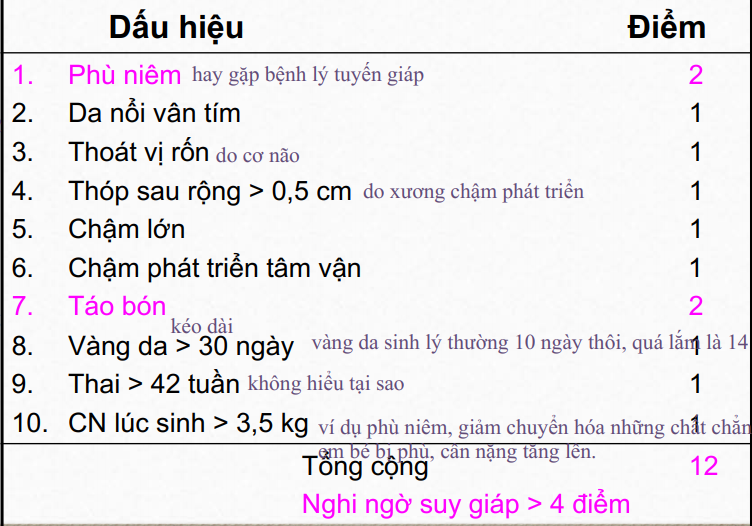 Dấu hiệu Điểm
1. Phù niêm hay gặp bệnh lý tuyến giáp 2
2. Da nổi vân tím 1
3. Thoát vị rốn do cơ não 1
4. Thóp sau rộng > 0,5 cm do xương chậm phát triển 1
5. Chậm lớn 1
6. Chậm phát triển tâm vận 1
7. Táo bón 2
kéo dài
8. Vàng da > 30 ngày vàng da sinh lý thường 10 ngày thôi, quá lắm là 14 1
9. Thai > 42 tuần không hiểu tại sao 1
10. CN lúc sinh > 3,5 kg ví dụ phù niêm, giảm chuyển hóa những chất chẳn 1
em bé bị phù, cân nặng tăng lên.
Tổng cộng 12
Nghi ngờ suy giáp > 4 điểm